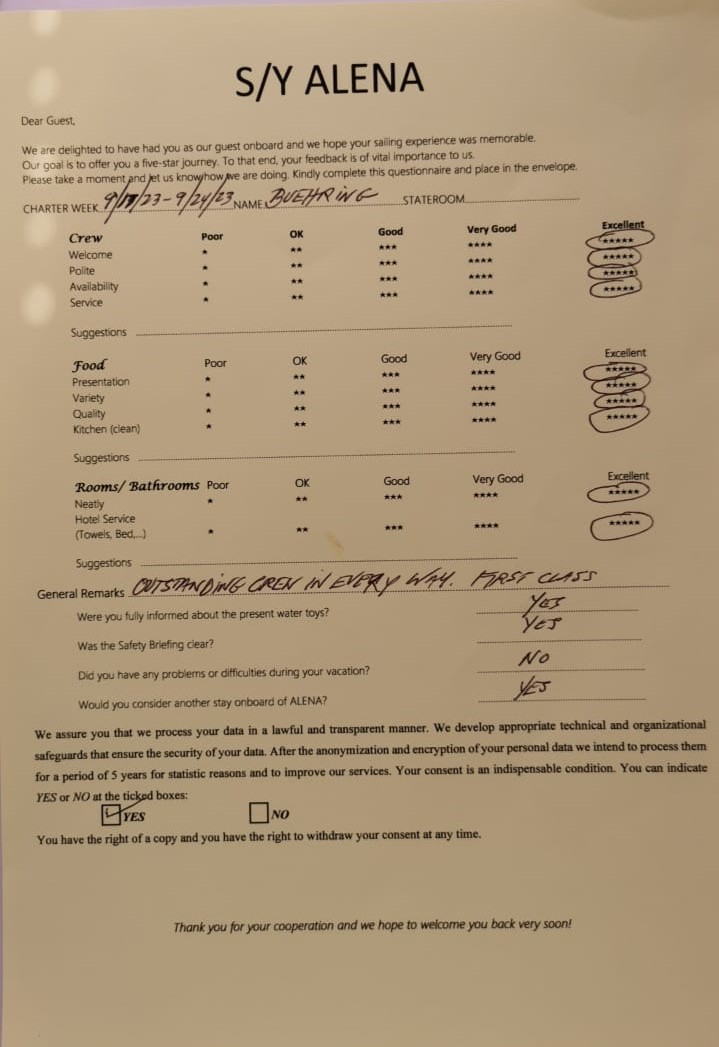 S/Y ALENA
Dear Guest,
We are delighted to have had you as our guest onboard and we hope your sailing experience was memorable.
Our goal is to offer you a five-star journey. To that end, your feedback is of vital importance to us.
Please take a moment and let us know how we are doing. Kindly complete this questionnaire and place in the envelope.
CHARTER WEEK 9/17/23-9/24/23 NAME BUEHRING STATEROOM
Crew Poor OK Good Very Good Excellent
Welcome * ** *** **** *****
Polite * ** *** **** *****
Availability * ** *** **** *****
Service * ** *** **** *****
Suggestions
Food Poor OK Good Very Good Excellent
Presentation * ** *** **** *****
Variety * ** *** **** *****
Quality * ** *** **** *****
Kitchen (clean) * ** *** **** *****
Suggestions
Rooms/ Bathrooms Poor OK Good Very Good Excellent
Neatly * ** *** **** *****
Hotel Service
(Towels, Bed,...) * ** *** **** *****
Suggestions
General Remarks OUTSTANDING CREW IN EVERY WAY. FIRST CLASS
Were you fully informed about the present water toys? YES
Was the Safety Briefing clear? YES
Did you have any problems or difficulties during your vacation? NO
Would you consider another stay onboard of ALENA? YES
We assure you that we process your data in a lawful and transparent manner. We develop appropriate technical and organizational
safeguards that ensure the security of your data. After the anonymization and encryption of your personal data we intend to process them
for a period of 5 years for statistic reasons and to improve our services. Your consent is an indispensable condition. You can indicate
YES or NO at the ticked boxes:
YES NO
You have the right of a copy and you have the right to withdraw your consent at any time.
Thank you for your cooperation and we hope to welcome you back very soon!